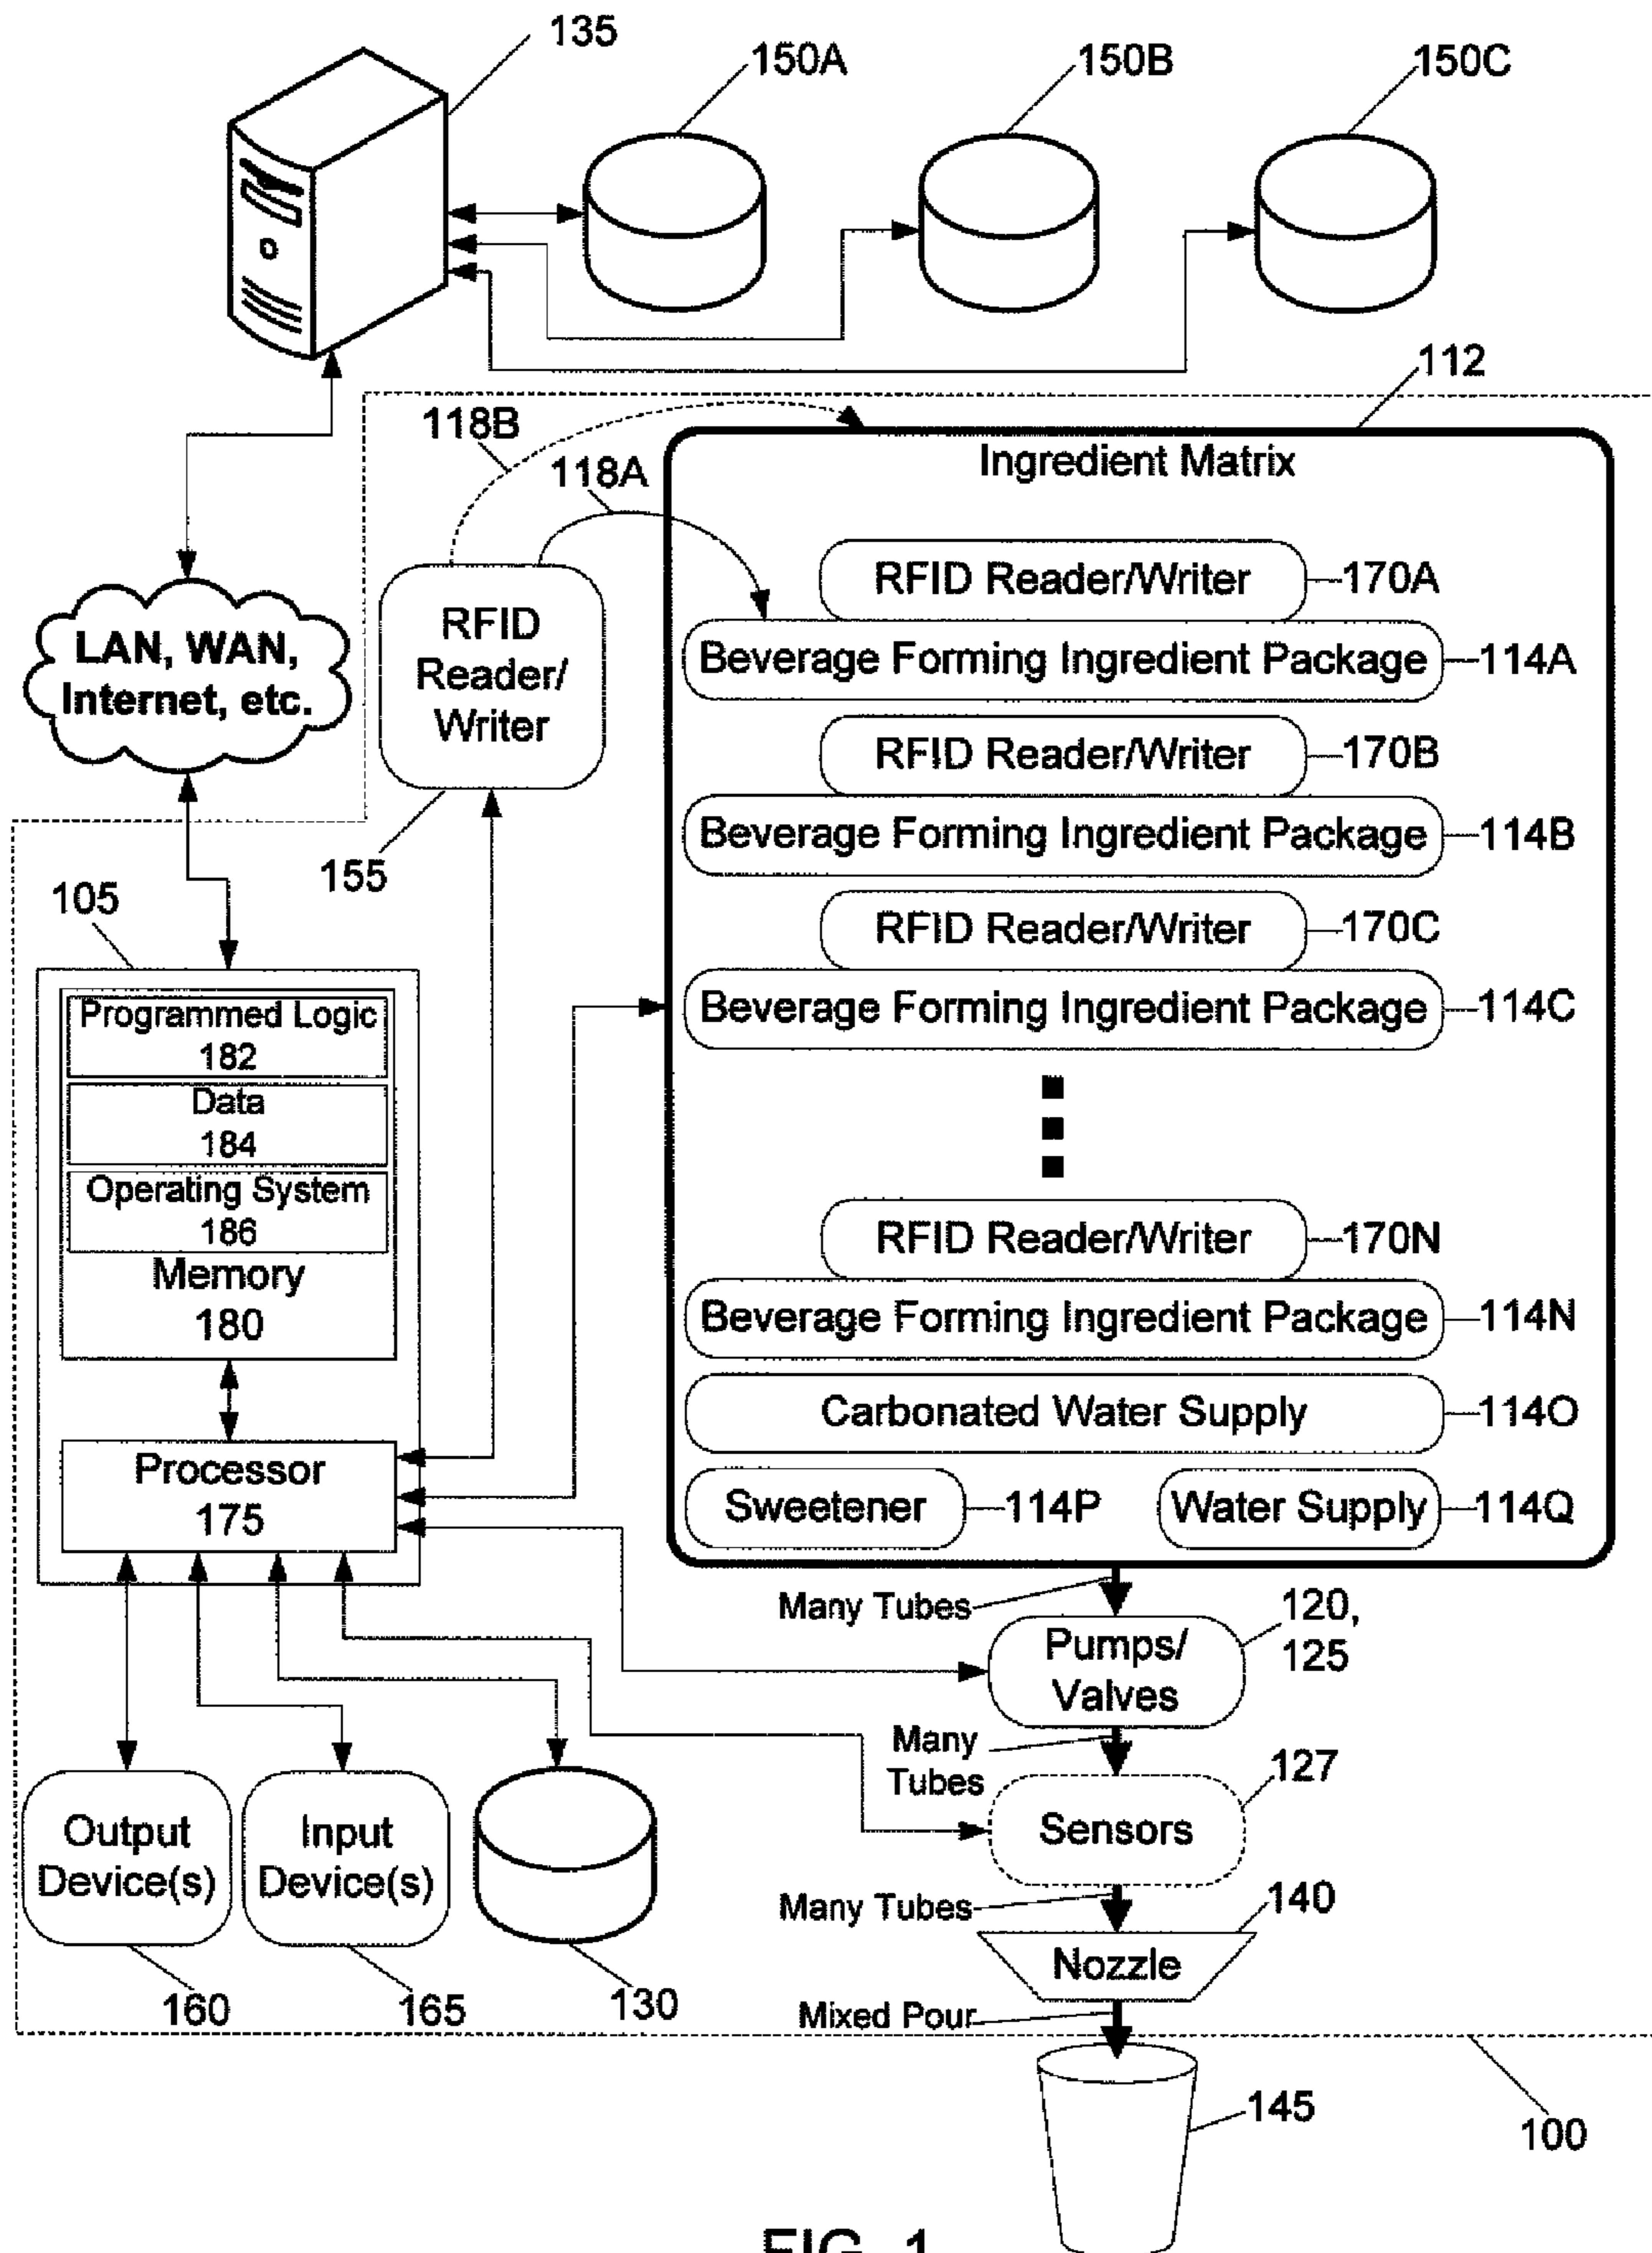 135
150A
150B
150C
112
118B
118A
Ingredient Matrix
RFID Reader/Writer
170A
Beverage Forming Ingredient Package
114A
RFID Reader/Writer
170B
Beverage Forming Ingredient Package
114B
RFID Reader/Writer
170C
Beverage Forming Ingredient Package
114C
RFID Reader/Writer
170N
Beverage Forming Ingredient Package
114N
Carbonated Water Supply
114O
Sweetener
114P
Water Supply
114Q
RFID
Reader/
Writer
155
LAN, WAN,
Internet, etc.
105
Programmed Logic
182
Data
184
Operating System
186
Memory
180
Processor
175
Many Tubes
Pumps/
Valves
120,
125
Many
Tubes
Sensors
127
Many Tubes
Nozzle
140
Mixed Pour
Output
Device(s)
160
Input
Device(s)
165
130
145
100
FIG. 1